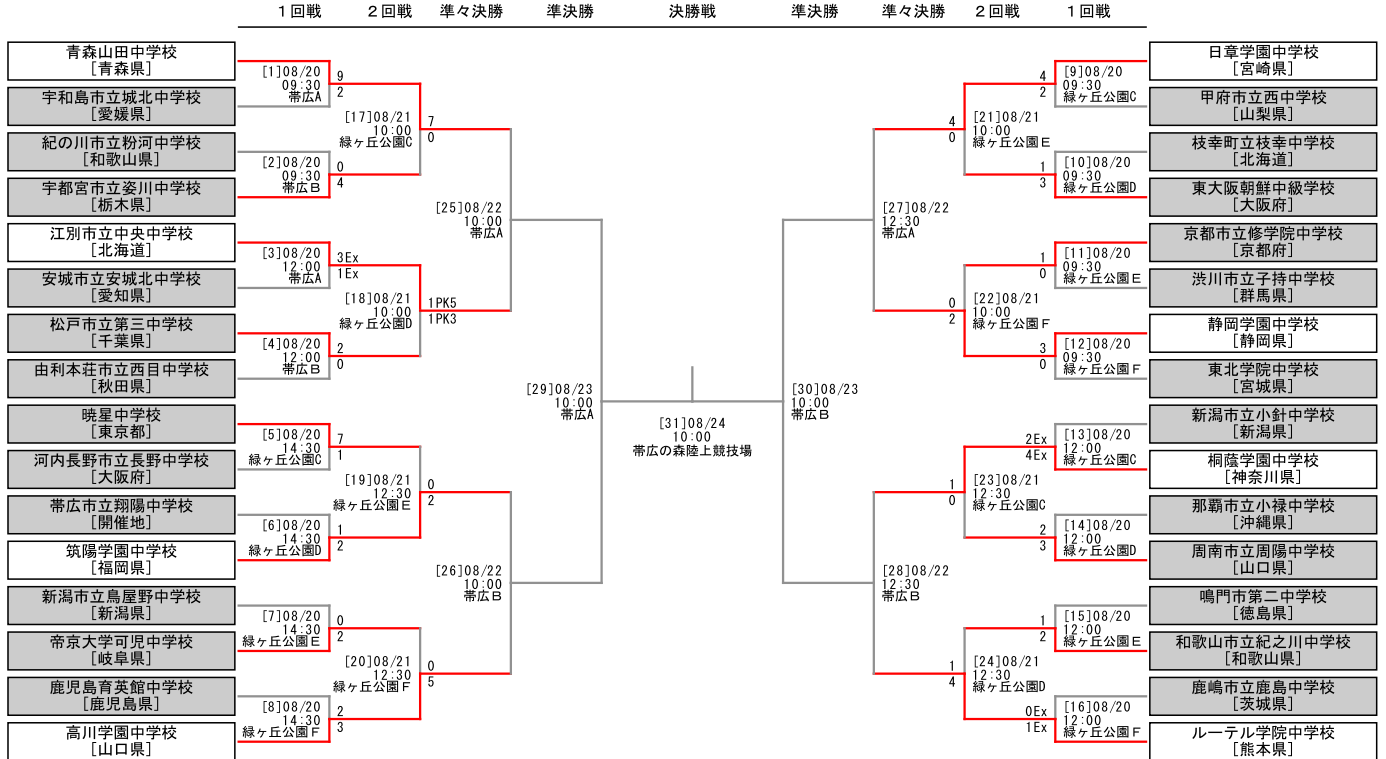 1回戦 2回戦 準々決勝 準決勝 決勝戦 準決勝 準々決勝 2回戦 1回戦
青森山田中学校
[青森県]
宇和島市立城北中学校
[愛媛県]
紀の川市立粉河中学校
[和歌山県]
宇都宮市立姿川中学校
[栃木県]
江別市立中央中学校
[北海道]
安城市立安城北中学校
[愛知県]
松戸市立第三中学校
[千葉県]
由利本荘市立西目中学校
[秋田県]
暁星中学校
[東京都]
河内長野市立長野中学校
[大阪府]
帯広市立翔陽中学校
[開催地]
筑陽学園中学校
[福岡県]
新潟市立鳥屋野中学校
[新潟県]
帝京大学可児中学校
[岐阜県]
鹿児島育英館中学校
[鹿児島県]
高川学園中学校
[山口県]
[1]08/20
09:30
帯広A
9
2
[2]08/20
09:30
帯広B
0
4
[3]08/20
12:00
帯広A
3Ex
1Ex
[4]08/20
12:00
帯広B
2
0
[5]08/20
14:30
緑ヶ丘公園C
7
1
[6]08/20
14:30
緑ヶ丘公園D
1
2
[7]08/20
14:30
緑ヶ丘公園E
0
2
[8]08/20
14:30
緑ヶ丘公園F
2
3
[17]08/21
10:00
緑ヶ丘公園C
7
0
[18]08/21
10:00
緑ヶ丘公園D
1PK5
1PK3
[19]08/21
12:30
緑ヶ丘公園E
0
2
[20]08/21
12:30
緑ヶ丘公園F
0
5
[25]08/22
10:00
帯広A
[26]08/22
10:00
帯広B
[29]08/23
10:00
帯広A
[31]08/24
10:00
帯広の森陸上競技場
[30]08/23
10:00
帯広B
[27]08/22
12:30
帯広A
[28]08/22
12:30
帯広B
4
0
[21]08/21
10:00
緑ヶ丘公園E
0
2
[22]08/21
10:00
緑ヶ丘公園F
1
0
[23]08/21
12:30
緑ヶ丘公園C
1
4
[24]08/21
12:30
緑ヶ丘公園D
4
2
[9]08/20
09:30
緑ヶ丘公園C
1
3
[10]08/20
09:30
緑ヶ丘公園D
1
0
[11]08/20
09:30
緑ヶ丘公園E
3
0
[12]08/20
09:30
緑ヶ丘公園F
2Ex
4Ex
[13]08/20
12:00
緑ヶ丘公園C
2
3
[14]08/20
12:00
緑ヶ丘公園D
1
2
[15]08/20
12:00
緑ヶ丘公園E
0Ex
1Ex
[16]08/20
12:00
緑ヶ丘公園F
日章学園中学校
[宮崎県]
甲府市立西中学校
[山梨県]
枝幸町立枝幸中学校
[北海道]
東大阪朝鮮中級学校
[大阪府]
京都市立修学院中学校
[京都府]
渋川市立子持中学校
[群馬県]
静岡学園中学校
[静岡県]
東北学院中学校
[宮城県]
新潟市立小針中学校
[新潟県]
桐蔭学園中学校
[神奈川県]
那覇市立小禄中学校
[沖縄県]
周南市立周陽中学校
[山口県]
鳴門市第二中学校
[徳島県]
和歌山市立紀之川中学校
[和歌山県]
鹿嶋市立鹿島中学校
[茨城県]
ルーテル学院中学校
[熊本県]